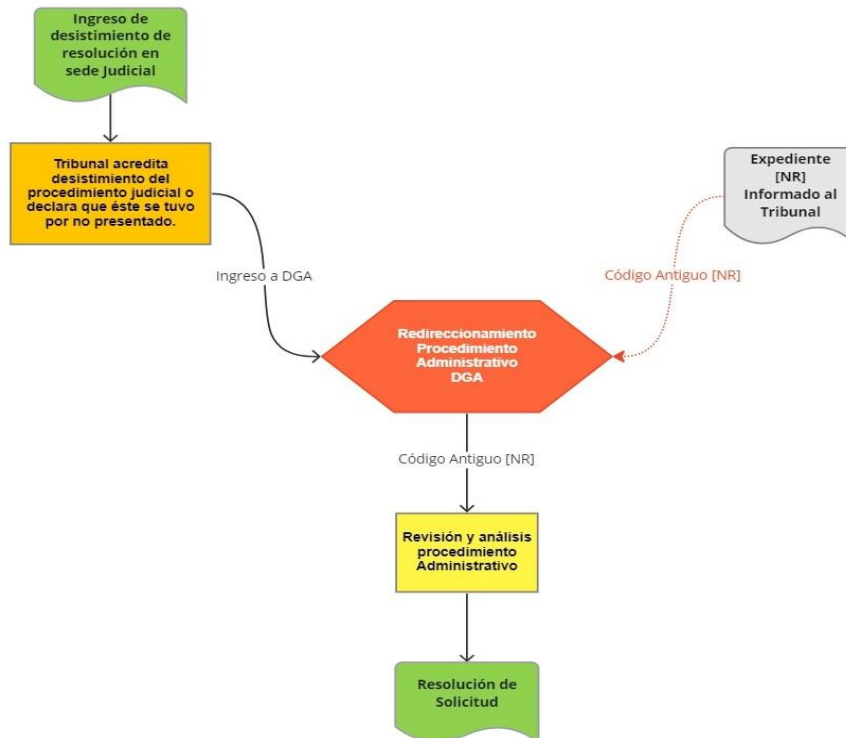 Ingreso de
desistimiento de
resolución en
sede Judicial
Tribunal acredita
desistimiento del
procedimiento judicial o
declara que éste se tuvo
por no presentado.
Expediente
[NR]
Informado al
Tribunal
Ingreso a DGA
Código Antiguo [NR]
Redireccionamiento
Procedimiento
Administrativo
DGA
Código Antiguo [NR]
Revisión y análisis
procedimiento
Administrativo
Resolución de
Solicitud